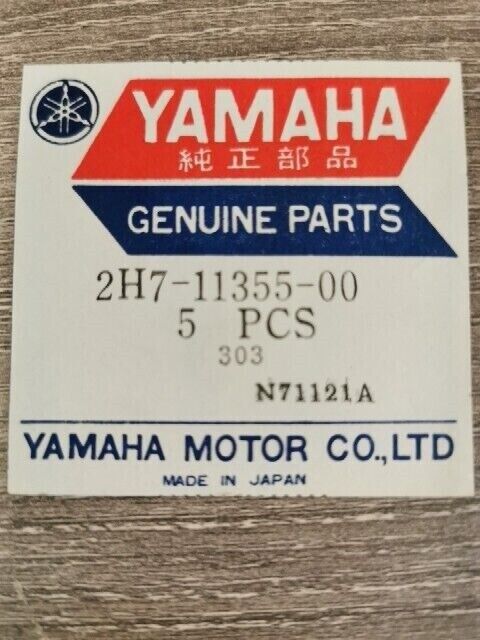 YAMAHA
純正部品
GENUINE PARTS
2H7-11355-00
5 PCS
303
N71121A
YAMAHA MOTOR CO.,LTD
MADE IN JAPAN